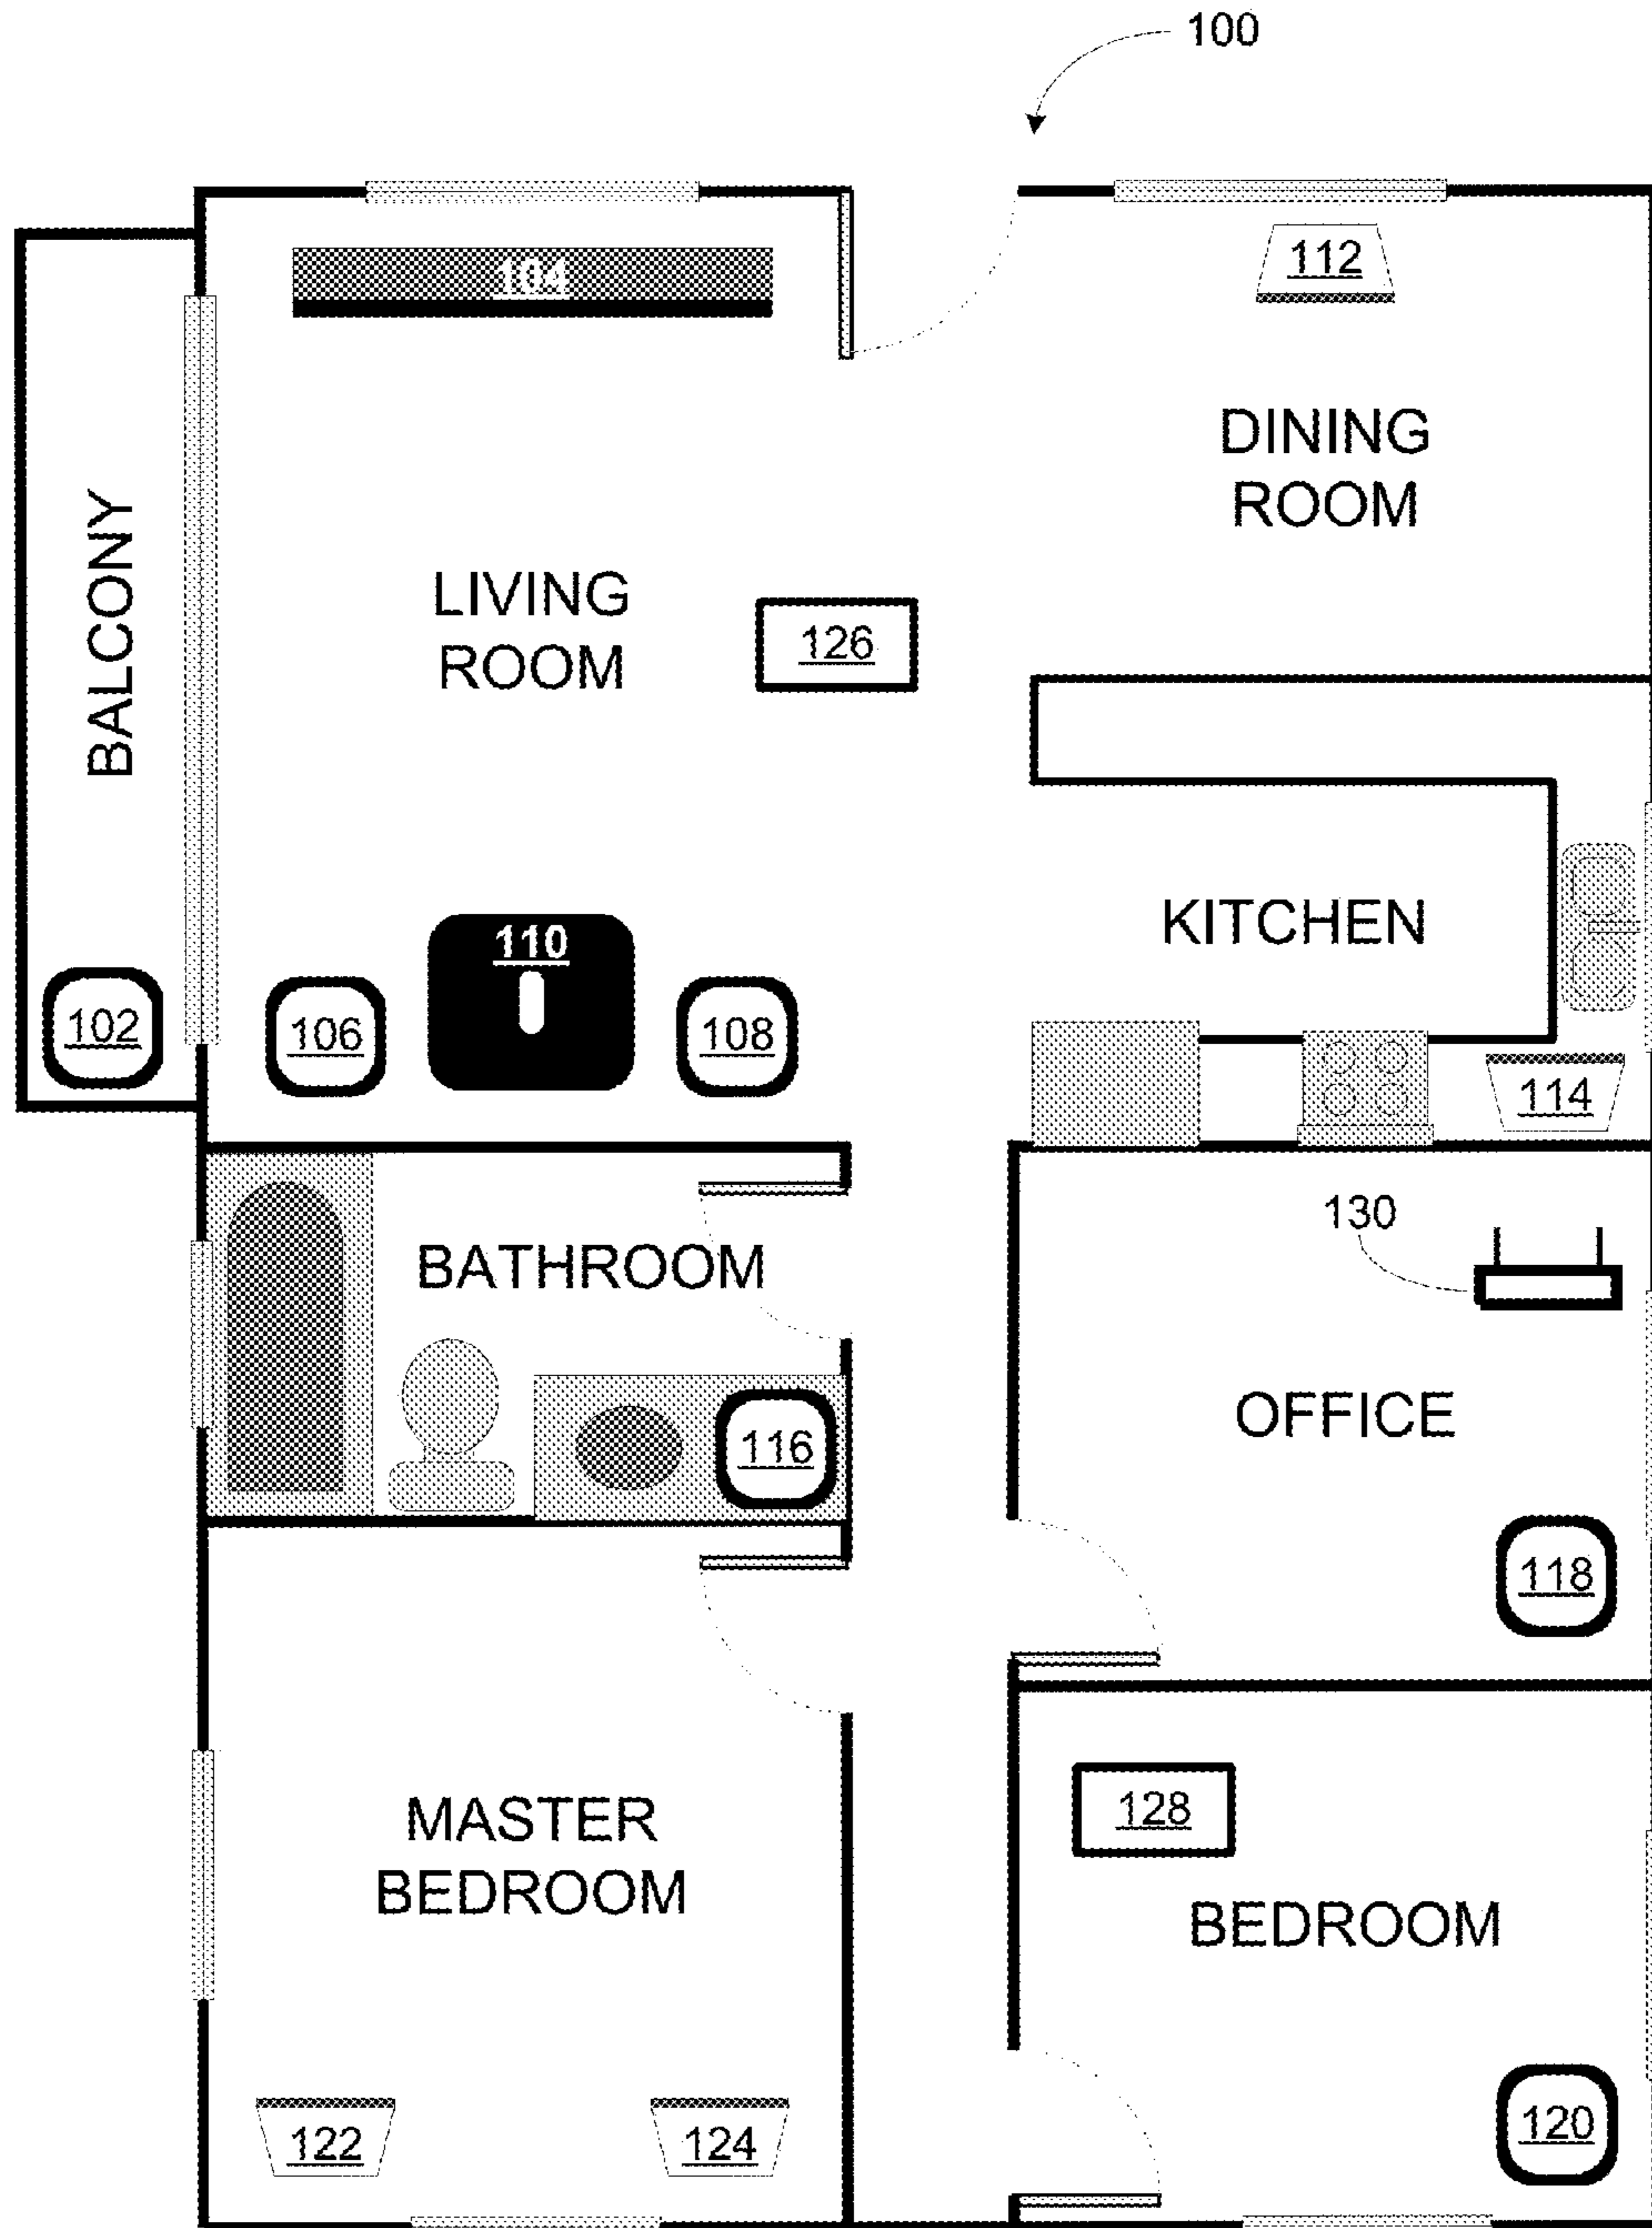 100
104
112
DINING
ROOM
BALCONY
LIVING
ROOM
126
KITCHEN
110
102
106
108
114
130
BATHROOM
OFFICE
116
118
MASTER
BEDROOM
128
BEDROOM
122
124
120